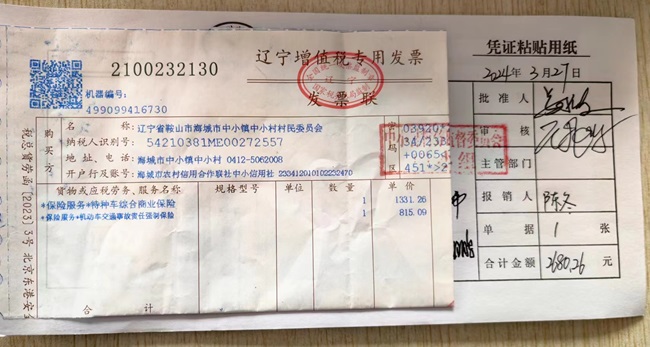 2100232130
辽宁增值税专用发票
发票联
机器编号:
499099416730
购买方
名 称: 辽宁省鞍山市海城市中小镇中小村村民委员会
纳税人识别号: 54210381ME00272557
地 址、电 话: 海城市中小镇中小村 0412-5062008
开户行及账号: 海城市农村信用合作联社中小信用社 233412010102232470
密码区
货物或应税劳务、服务名称 规格型号 单位 数量 单价
*保险服务*特种车综合商业保险 1 1331.26
*保险服务*机动车交通事故责任强制保险 1 815.09
合 计
凭证粘贴用纸
2024年3月27日
批准人
审 核
主管部门
报销人 陈冬
单 据 1 张
合计金额 2680.26 元